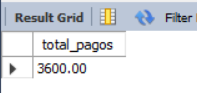 Result Grid Filter
total_pagos
3600.00